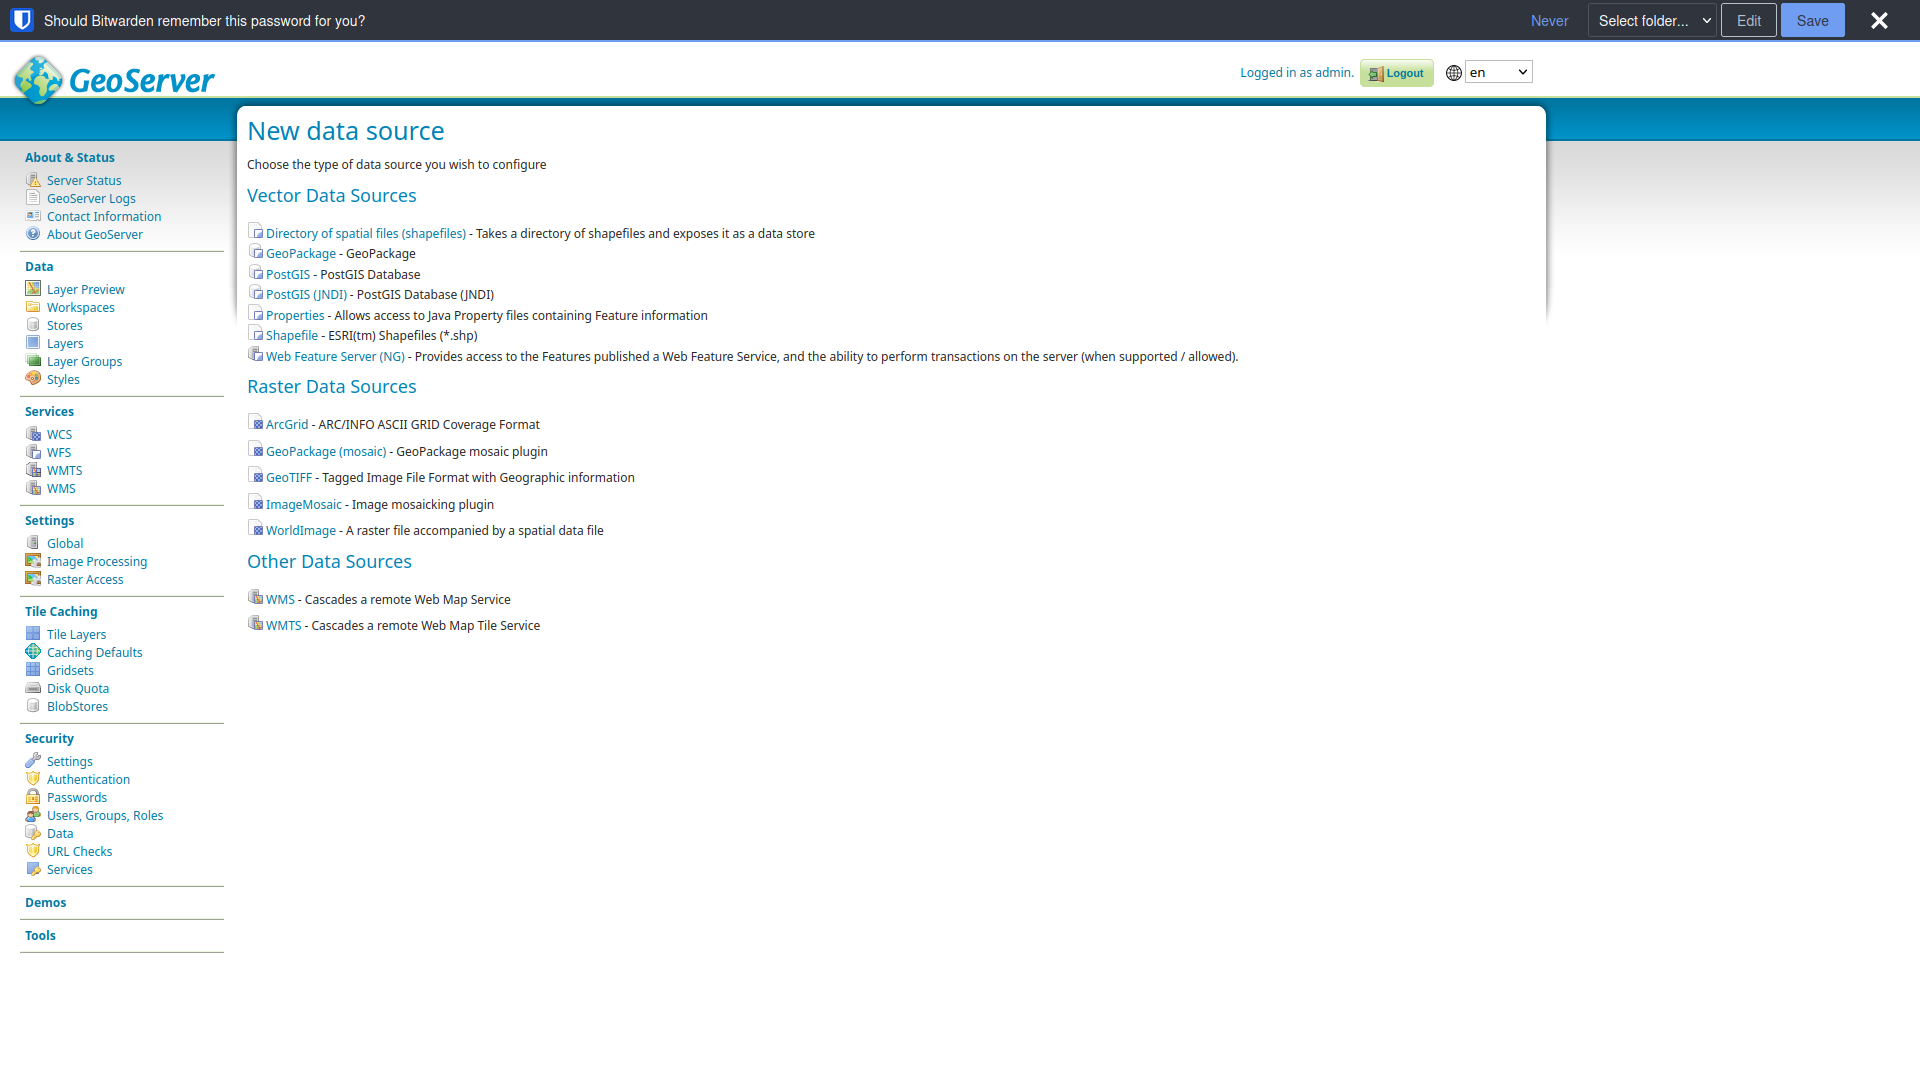 Should Bitwarden remember this password for you?
Never
Select folder...
Edit
Save
GeoServer
Logged in as admin.
Logout
en
About & Status
Server Status
GeoServer Logs
Contact Information
About GeoServer
Data
Layer Preview
Workspaces
Stores
Layers
Layer Groups
Styles
Services
WCS
WFS
WMTS
WMS
Settings
Global
Image Processing
Raster Access
Tile Caching
Tile Layers
Caching Defaults
Gridsets
Disk Quota
BlobStores
Security
Settings
Authentication
Passwords
Users, Groups, Roles
Data
URL Checks
Services
Demos
Tools
New data source
Choose the type of data source you wish to configure
Vector Data Sources
Directory of spatial files (shapefiles) - Takes a directory of shapefiles and exposes it as a data store
GeoPackage - GeoPackage
PostGIS - PostGIS Database
PostGIS (JNDI) - PostGIS Database (JNDI)
Properties - Allows access to Java Property files containing Feature information
Shapefile - ESRI(tm) Shapefiles (*.shp)
Web Feature Server (NG) - Provides access to the Features published a Web Feature Service, and the ability to perform transactions on the server (when supported / allowed).
Raster Data Sources
ArcGrid - ARC/INFO ASCII GRID Coverage Format
GeoPackage (mosaic) - GeoPackage mosaic plugin
GeoTIFF - Tagged Image File Format with Geographic information
ImageMosaic - Image mosaicking plugin
WorldImage - A raster file accompanied by a spatial data file
Other Data Sources
WMS - Cascades a remote Web Map Service
WMTS - Cascades a remote Web Map Tile Service